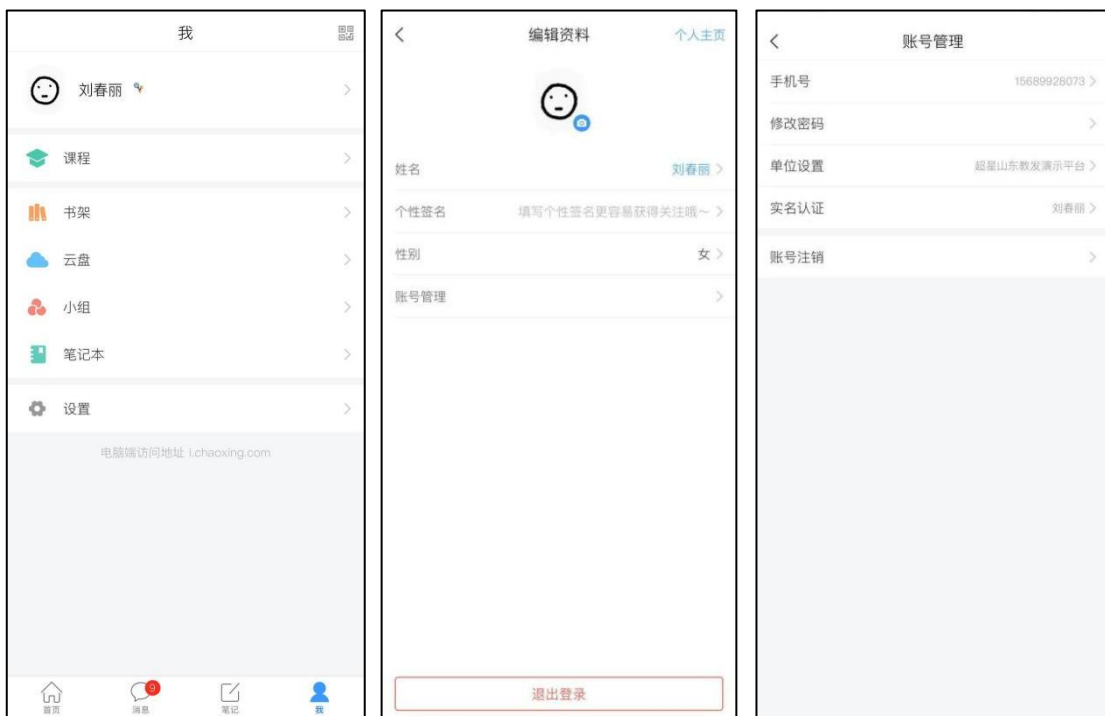 我
刘春丽
课程
书架
云盘
小组
笔记本
设置
电脑端访问地址 i.chaoxing.com
首页
9
消息
笔记
我
编辑资料
个人主页
姓名
刘春丽
个性签名
填写个性签名更容易获得关注哦~
性别
女
账号管理
退出登录
账号管理
手机号
15689928073
修改密码
单位设置
超星山东教发演示平台
实名认证
刘春丽
账号注销